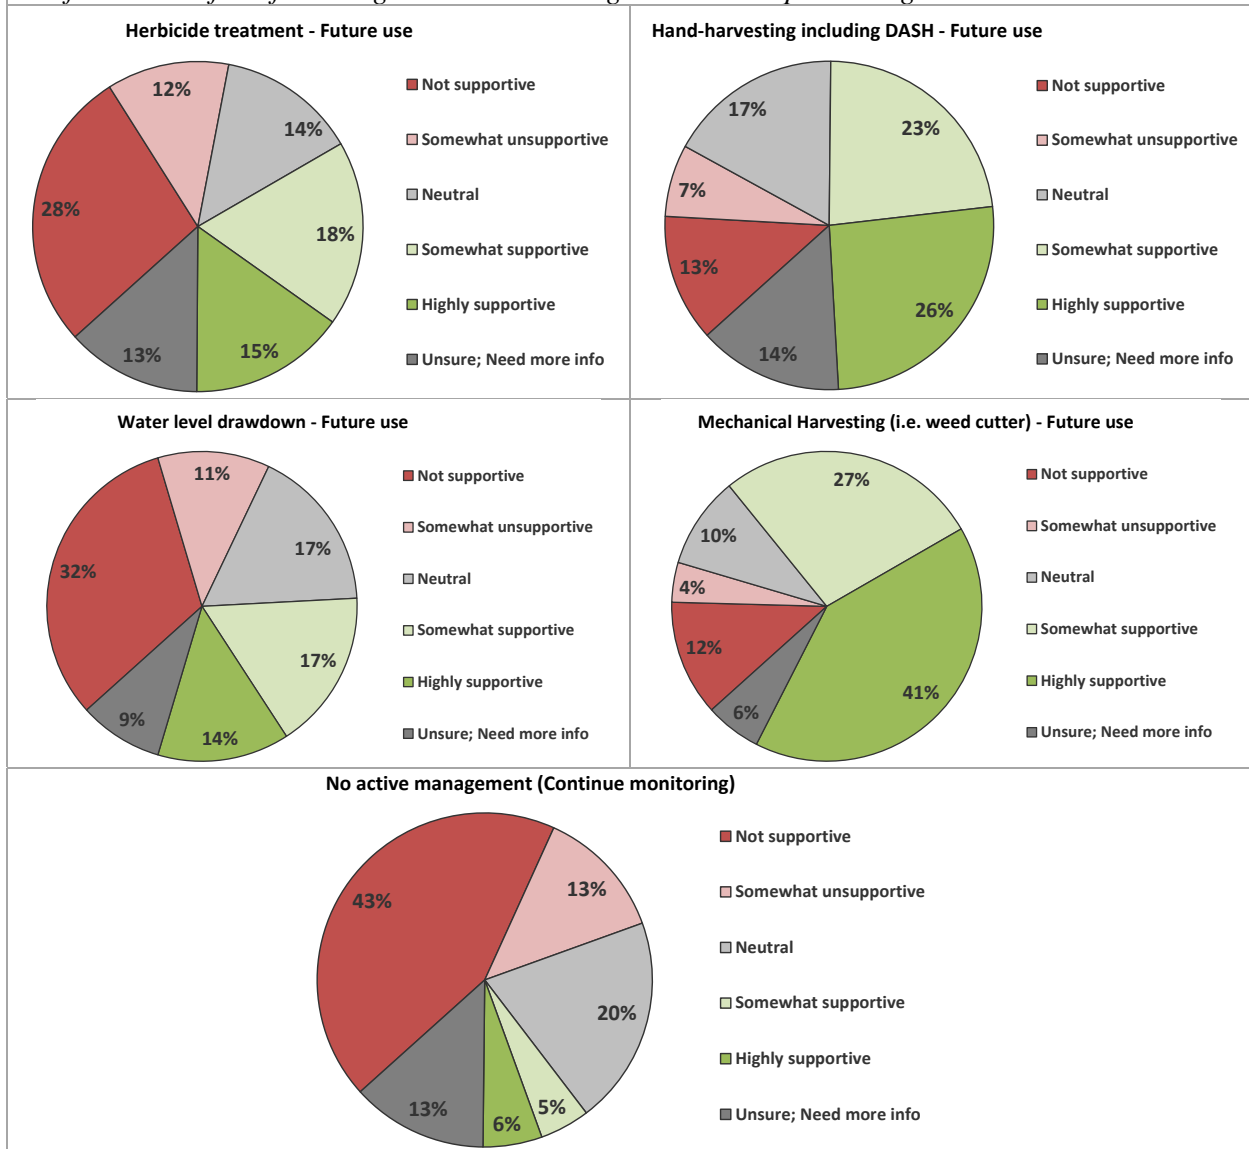 Herbicide treatment - Future use
12%
14%
28%
18%
13%
15%
Not supportive
Somewhat unsupportive
Neutral
Somewhat supportive
Highly supportive
Unsure; Need more info
Hand-harvesting including DASH - Future use
17%
23%
7%
13%
26%
14%
Not supportive
Somewhat unsupportive
Neutral
Somewhat supportive
Highly supportive
Unsure; Need more info
Water level drawdown - Future use
11%
17%
32%
17%
9%
14%
Not supportive
Somewhat unsupportive
Neutral
Somewhat supportive
Highly supportive
Unsure; Need more info
Mechanical Harvesting (i.e. weed cutter) - Future use
27%
10%
4%
12%
41%
6%
Not supportive
Somewhat unsupportive
Neutral
Somewhat supportive
Highly supportive
Unsure; Need more info
No active management (Continue monitoring)
13%
43%
20%
5%
13%
6%
Not supportive
Somewhat unsupportive
Neutral
Somewhat supportive
Highly supportive
Unsure; Need more info